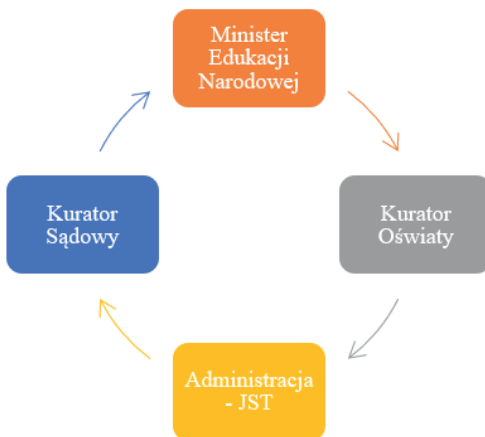 Minister
Edukacji
Narodowej
Kurator
Sądowy
Kurator
Oświaty
Administracja
- JST